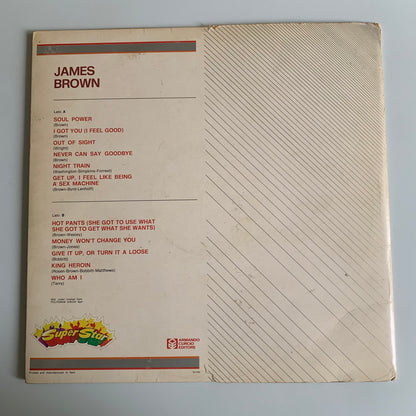 JAMES
BROWN
Lato A
SOUL POWER
(Brown)
I GOT YOU (I FEEL GOOD)
(Brown)
OUT OF SIGHT
(Wright)
NEVER CAN SAY GOODBYE
(Brown)
NIGHT TRAIN
(Washington-Simpkins-Forrest)
GET UP, I FEEL LIKE BEING
A SEX MACHINE
(Brown-Byrd-Lenhoff)
Lato B
HOT PANTS (SHE GOT TO USE WHAT
SHE GOT TO GET WHAT SHE WANTS)
(Brown-Wesley)
MONEY WON'T CHANGE YOU
(Brown-Jones)
GIVE IT UP, OR TURN IT A LOOSE
(Bobbitt)
KING HEROIN
(Rosen-Brown-Bobbitt-Matthews)
WHO AM I
(Terry)
Super Star
ARMANDO
CURCIO
EDITORE